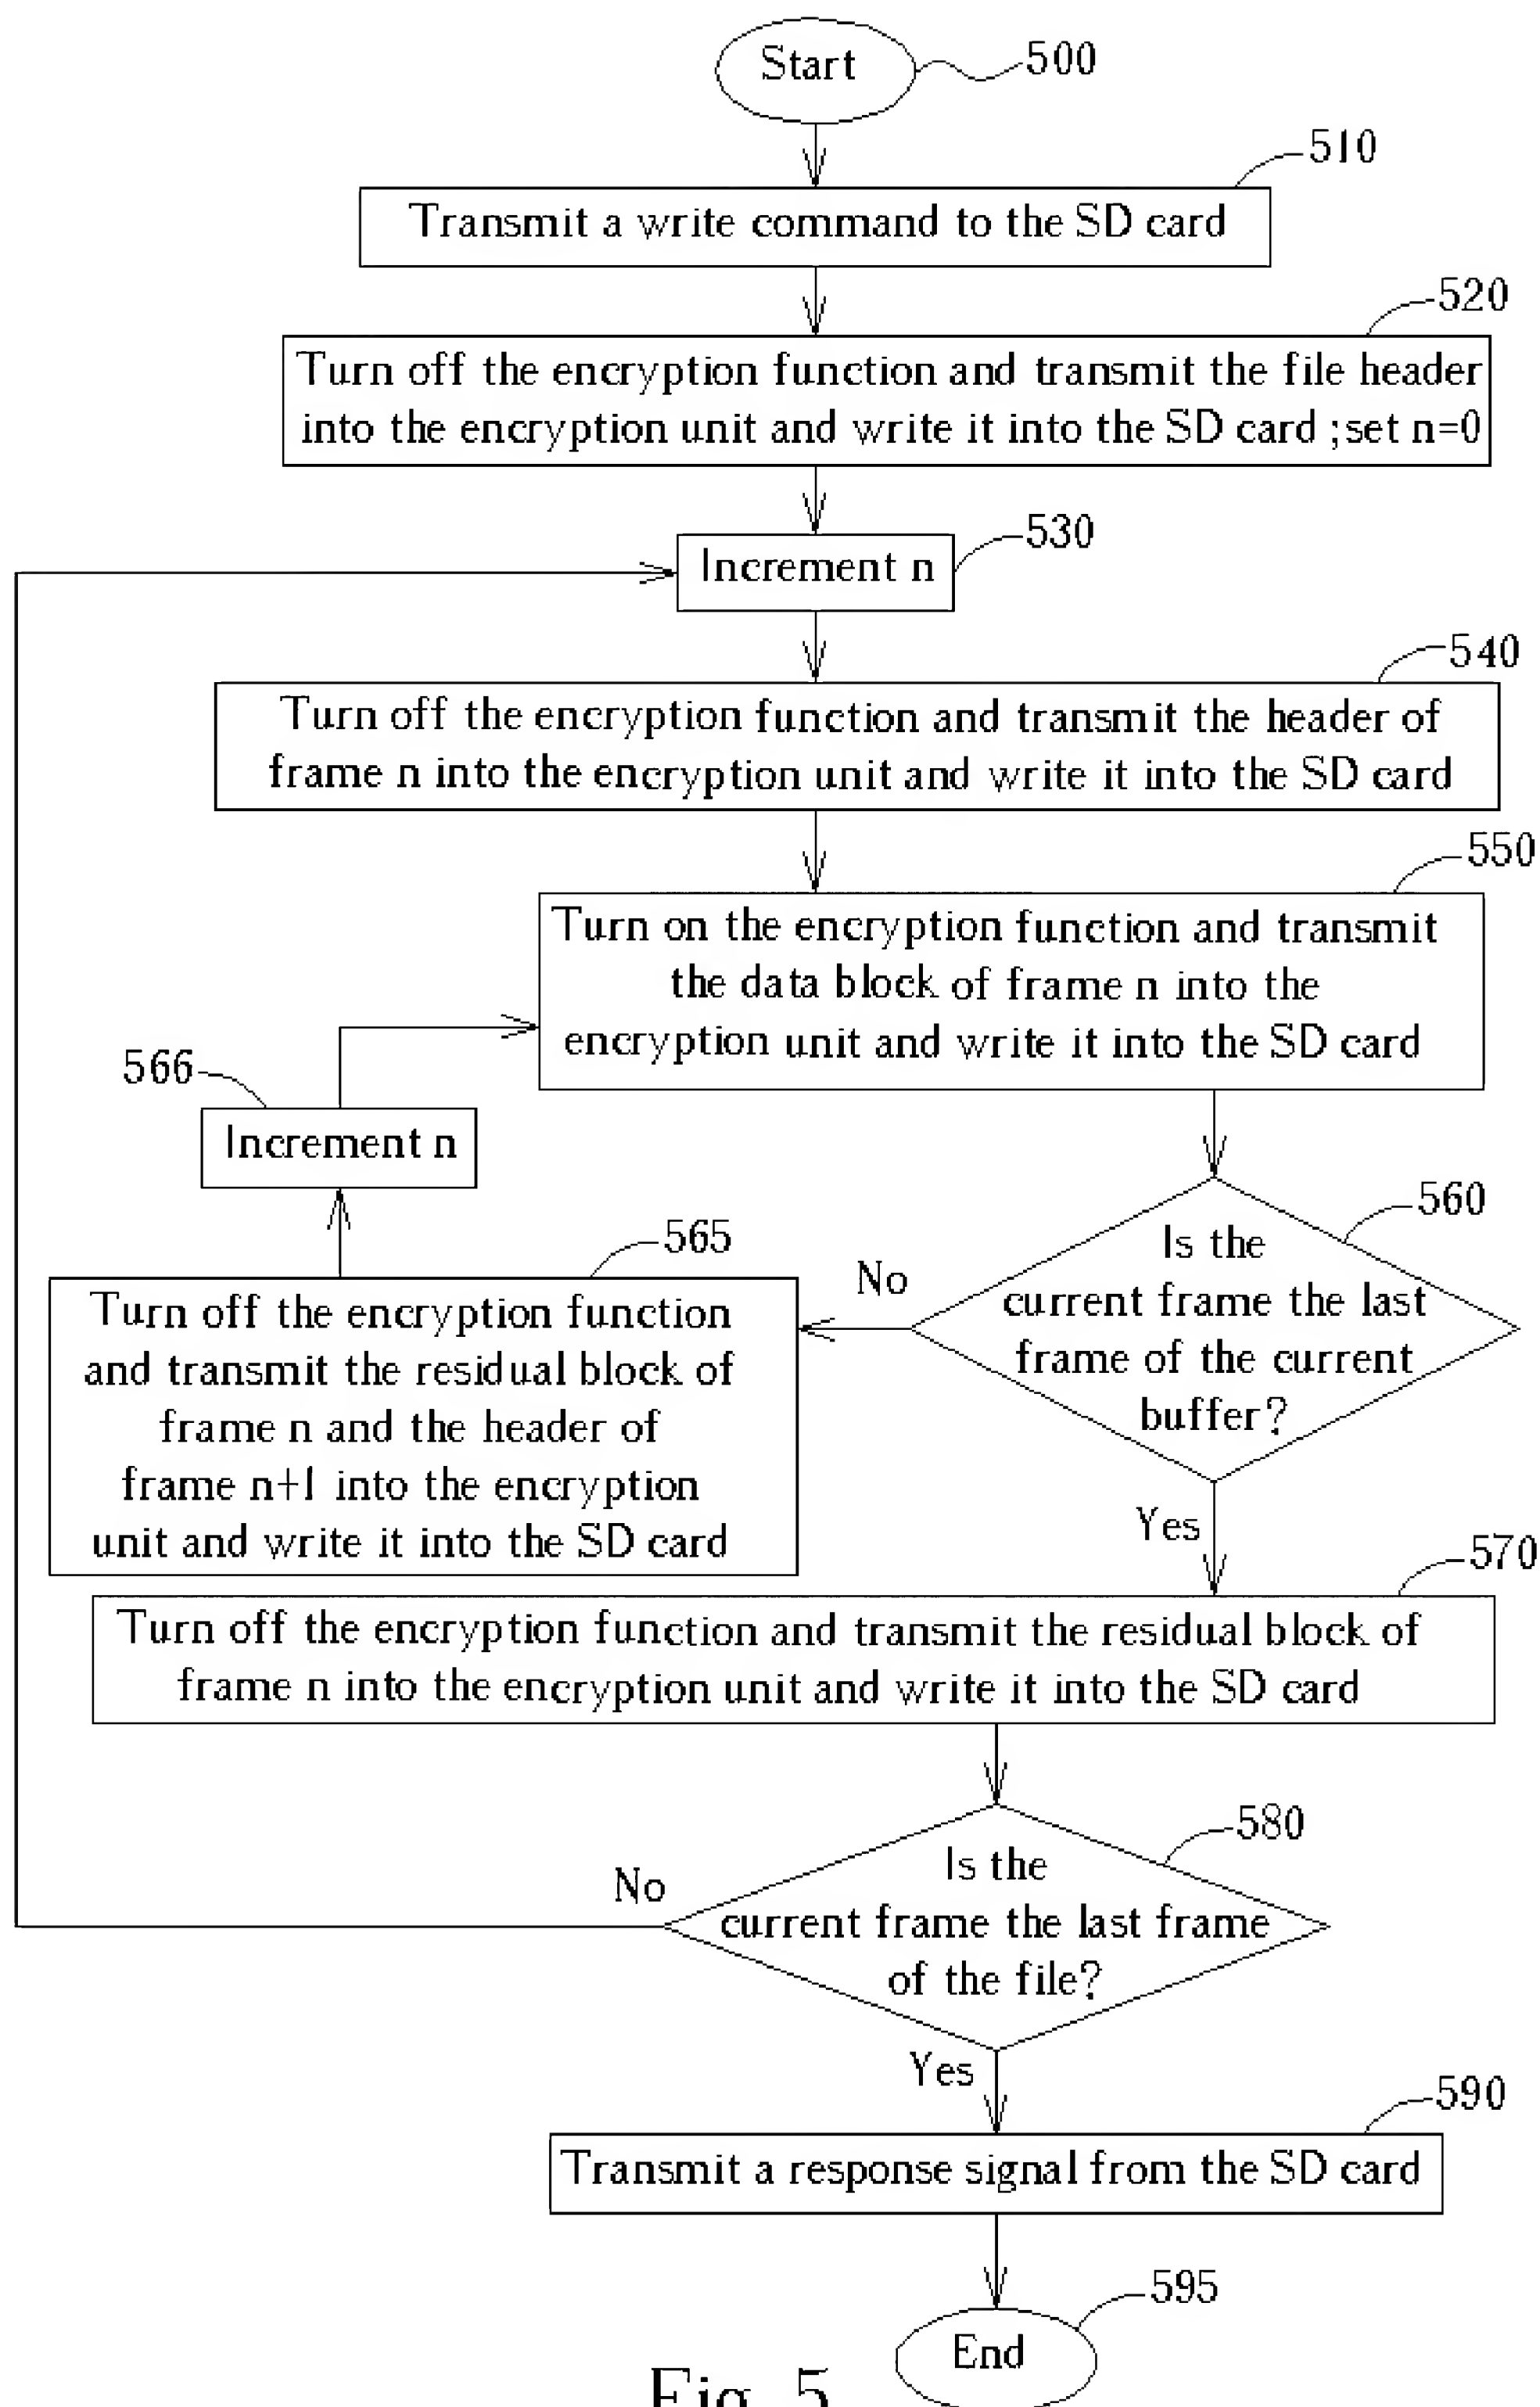 Start
500
510
Transmit a write command to the SD card
520
Turn off the encryption function and transmit the file header
into the encryption unit and write it into the SD card ;set n=0
530
Increment n
540
Turn off the encryption function and transmit the header of
frame n into the encryption unit and write it into the SD card
550
Turn on the encryption function and transmit
the data block of frame n into the
encryption unit and write it into the SD card
566
Increment n
560
Is the
current frame the last
frame of the current
buffer?
No
565
Turn off the encryption function
and transmit the residual block of
frame n and the header of
frame n+1 into the encryption
unit and write it into the SD card
Yes
570
Turn off the encryption function and transmit the residual block of
frame n into the encryption unit and write it into the SD card
580
Is the
current frame the last frame
of the file?
No
Yes
590
Transmit a response signal from the SD card
595
End
Fig. 5